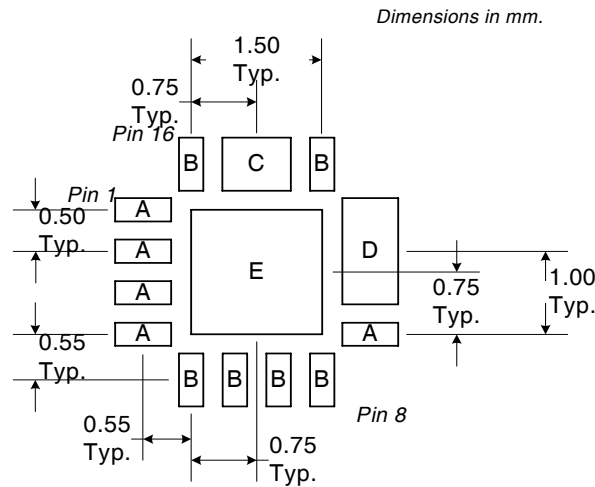 Dimensions in mm.
1.50
Typ.
0.75
Typ.
Pin 16
B
C
B
Pin 1
A
0.50
Typ.
A
E
D
A
0.75
Typ.
1.00
Typ.
A
A
0.55
Typ.
B
B
B
B
Pin 8
0.55
Typ.
0.75
Typ.